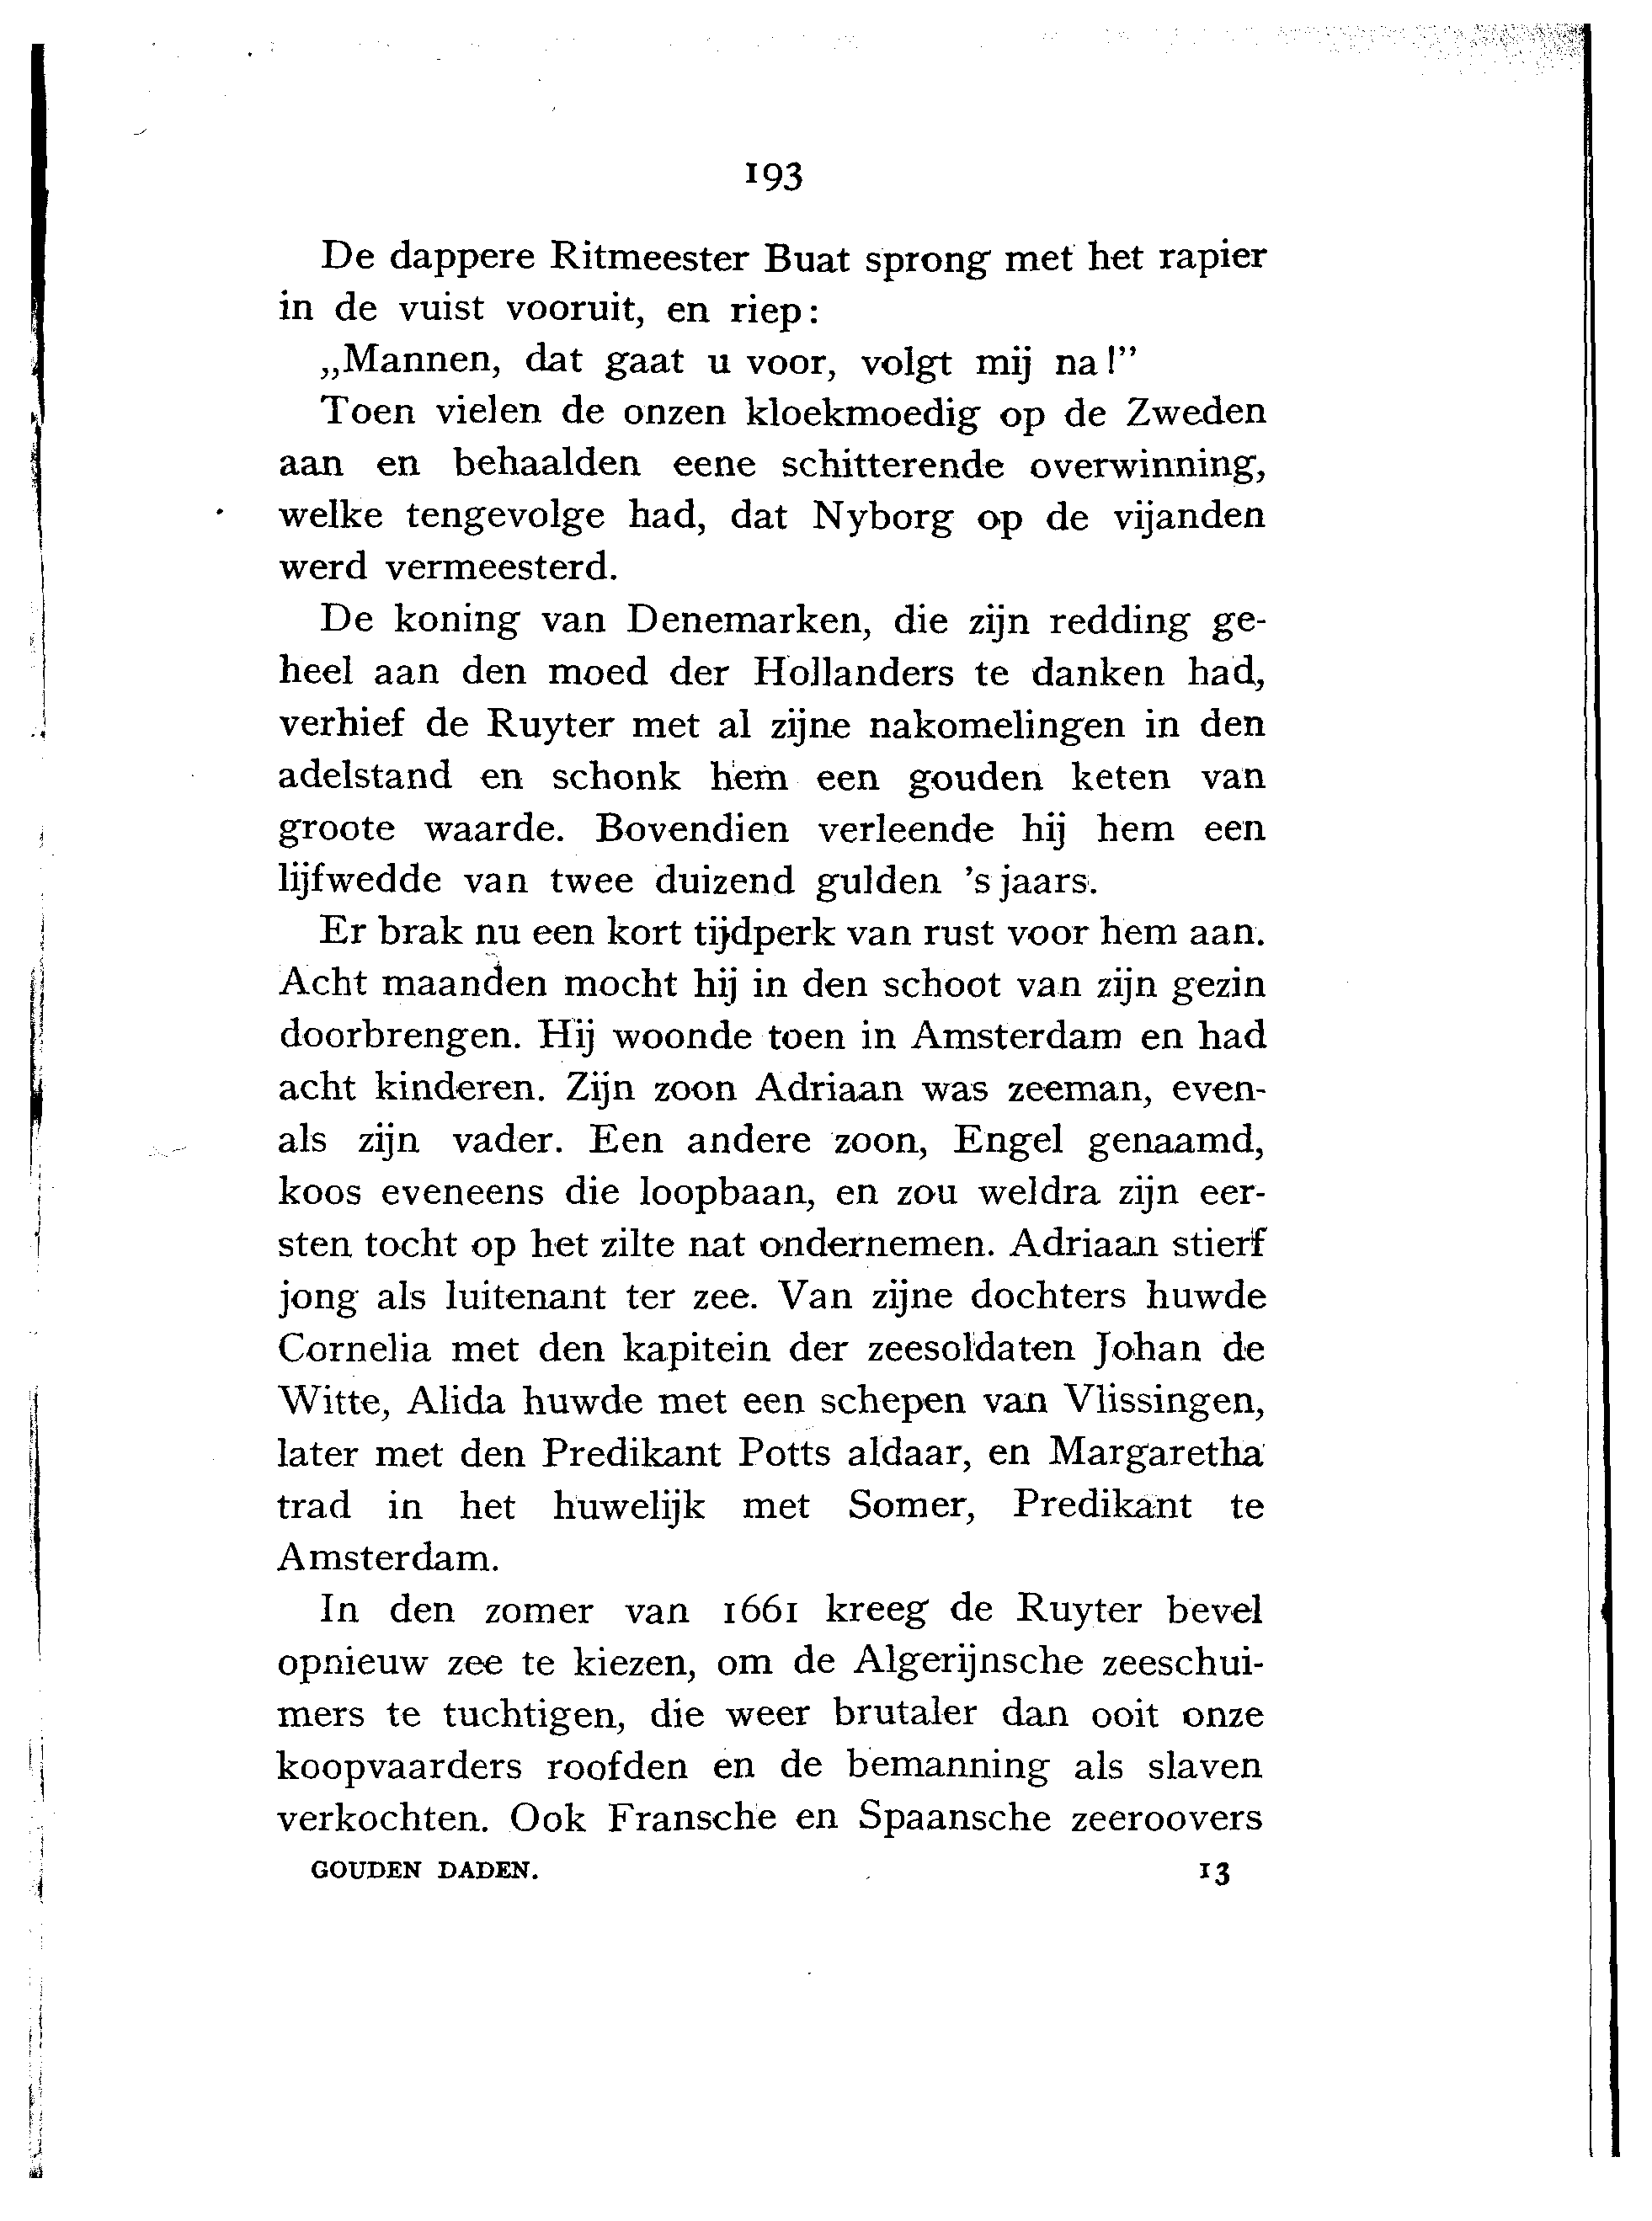 193
De dappere Ritmeester Buat sprong met het rapier
in de vuist vooruit, en riep:
„Mannen, dat gaat u voor, volgt mij na!”
Toen vielen de onzen kloekmoedig op de Zweden
aan en behaalden eene schitterende overwinning,
welke tengevolge had, dat Nyborg op de vijanden
werd vermeesterd.
De koning van Denemarken, die zijn redding ge-
heel aan den moed der Hollanders te danken had,
verhief de Ruyter met al zijne nakomelingen in den
adelstand en schonk hem een gouden keten van
groote waarde. Bovendien verleende hij hem een
lijfwedde van twee duizend gulden 's jaars.
Er brak nu een kort tijdperk van rust voor hem aan.
Acht maanden mocht hij in den schoot van zijn gezin
doorbrengen. Hij woonde toen in Amsterdam en had
acht kinderen. Zijn zoon Adriaan was zeeman, even-
als zijn vader. Een andere zoon, Engel genaamd,
koos eveneens die loopbaan, en zou weldra zijn eer-
sten tocht op het zilte nat ondernemen. Adriaan stierf
jong als luitenant ter zee. Van zijne dochters huwde
Cornelia met den kapitein der zeesoldaten Johan de
Witte, Alida huwde met een schepen van Vlissingen,
later met den Predikant Potts aldaar, en Margaretha
trad in het huwelijk met Somer, Predikant te
Amsterdam.
In den zomer van 1661 kreeg de Ruyter bevel
opnieuw zee te kiezen, om de Algerijnsche zeeschui-
mers te tuchtigen, die weer brutaler dan ooit onze
koopvaarders roofden en de bemanning als slaven
verkochten. Ook Fransche en Spaansche zeeroovers
GOUDEN DADEN. 13